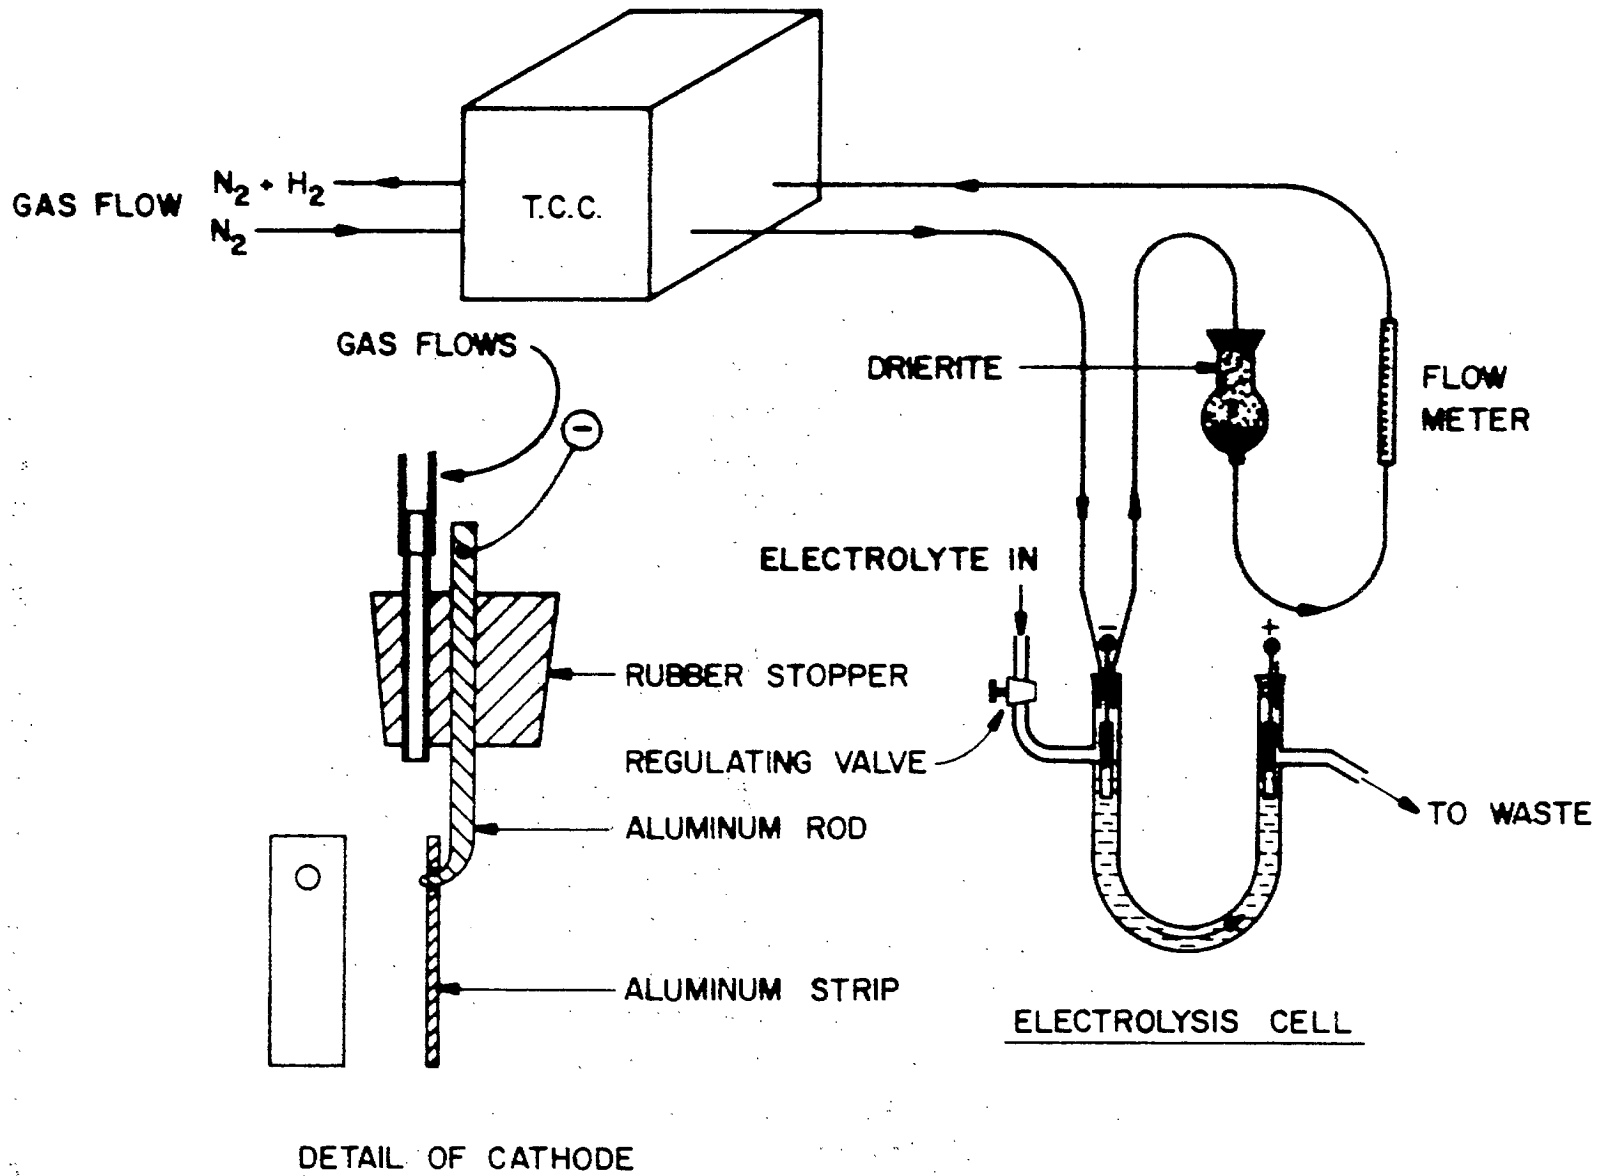 N₂ + H₂
GAS FLOW
N₂
T.C.C.
GAS FLOWS
−
DRIERITE
FLOW
METER
ELECTROLYTE IN
−
+
RUBBER STOPPER
REGULATING VALVE
TO WASTE
ALUMINUM ROD
ALUMINUM STRIP
ELECTROLYSIS CELL
DETAIL OF CATHODE